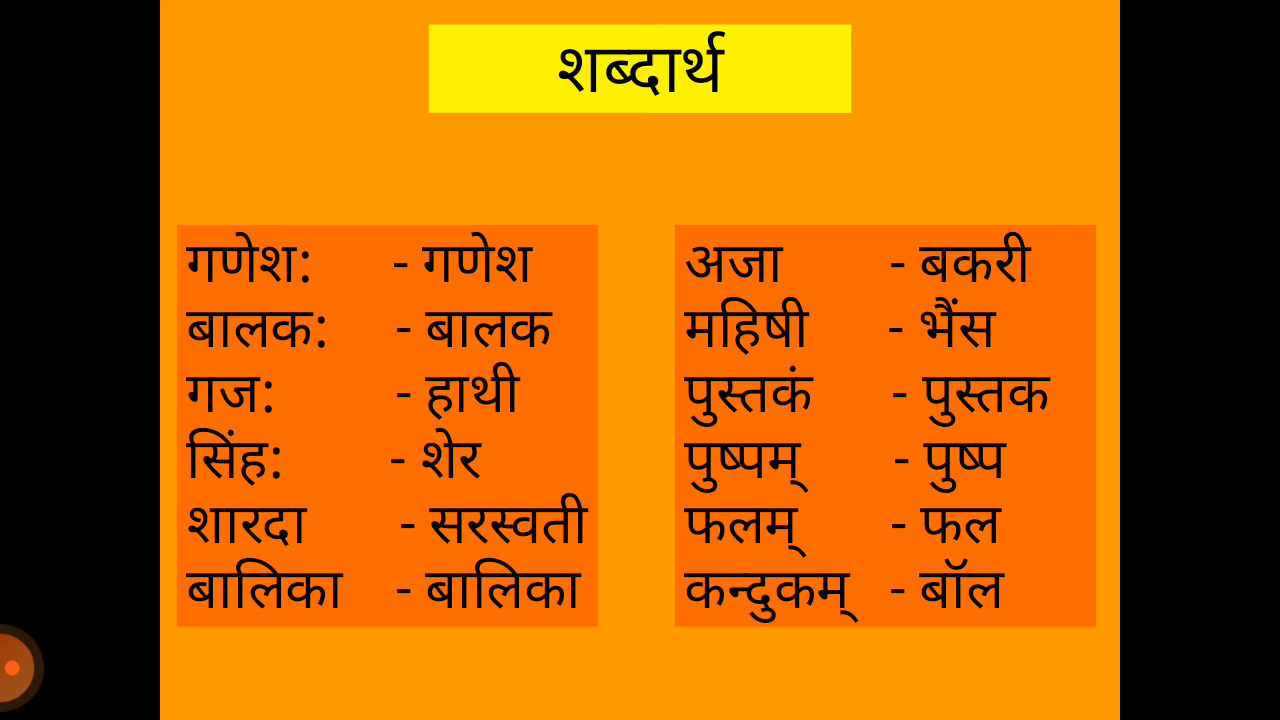 शब्दार्थ
गणेश: - गणेश
बालक: - बालक
गज: - हाथी
सिंह: - शेर
शारदा - सरस्वती
बालिका - बालिका
अजा - बकरी
महिषी - भैंस
पुस्तकं - पुस्तक
पुष्पम् - पुष्प
फलम् - फल
कन्दुकम् - बॉल